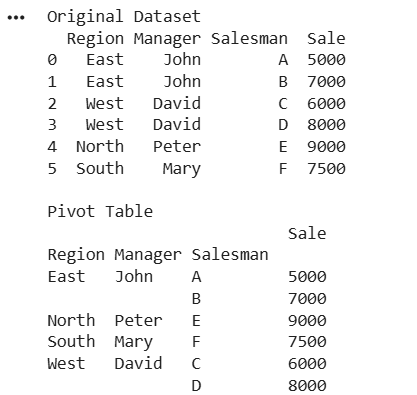 Original Dataset
Region Manager Salesman Sale
0 East John A 5000
1 East John B 7000
2 West David C 6000
3 West David D 8000
4 North Peter E 9000
5 South Mary F 7500
Pivot Table
Sale
Region Manager Salesman
East John A 5000
B 7000
North Peter E 9000
South Mary F 7500
West David C 6000
D 8000